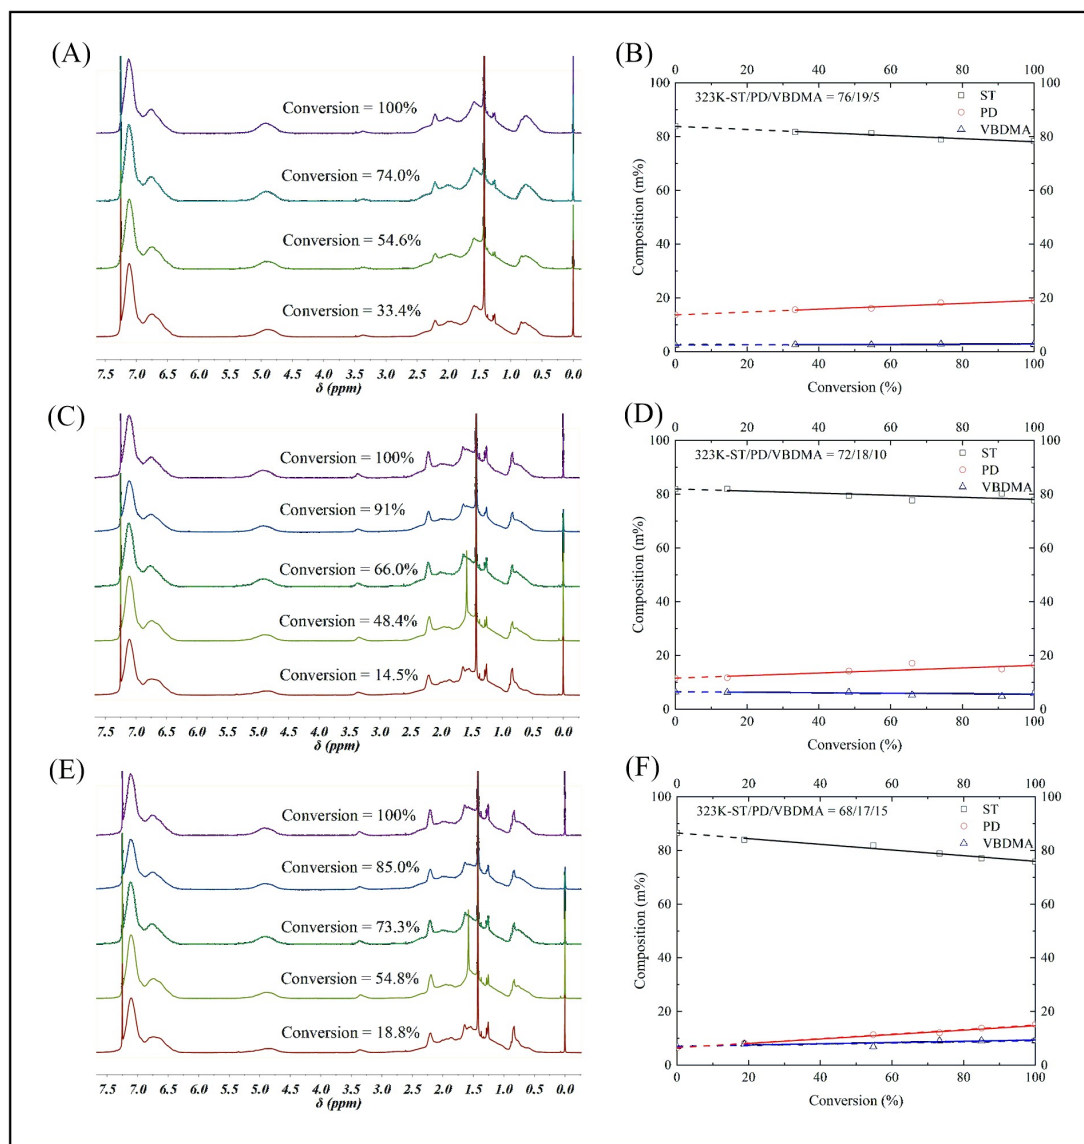 (A)
Conversion = 100%
Conversion = 74.0%
Conversion = 54.6%
Conversion = 33.4%
7.5 7.0 6.5 6.0 5.5 5.0 4.5 4.0 3.5 3.0 2.5 2.0 1.5 1.0 0.5 0.0
δ (ppm)
(B)
0 20 40 60 80 100
323K-ST/PD/VBDMA = 76/19/5
ST
PD
VBDMA
100
80
60
40
20
0
100
80
60
40
20
0
Composition (m%)
0 20 40 60 80 100
Conversion (%)
(C)
Conversion = 100%
Conversion = 91%
Conversion = 66.0%
Conversion = 48.4%
Conversion = 14.5%
7.5 7.0 6.5 6.0 5.5 5.0 4.5 4.0 3.5 3.0 2.5 2.0 1.5 1.0 0.5 0.0
δ (ppm)
(D)
0 20 40 60 80 100
323K-ST/PD/VBDMA = 72/18/10
ST
PD
VBDMA
100
80
60
40
20
0
100
80
60
40
20
0
Composition (m%)
0 20 40 60 80 100
Conversion (%)
(E)
Conversion = 100%
Conversion = 85.0%
Conversion = 73.3%
Conversion = 54.8%
Conversion = 18.8%
7.5 7.0 6.5 6.0 5.5 5.0 4.5 4.0 3.5 3.0 2.5 2.0 1.5 1.0 0.5 0.0
δ (ppm)
(F)
0 20 40 60 80 100
323K-ST/PD/VBDMA = 68/17/15
ST
PD
VBDMA
100
80
60
40
20
0
100
80
60
40
20
0
Composition (m%)
0 20 40 60 80 100
Conversion (%)